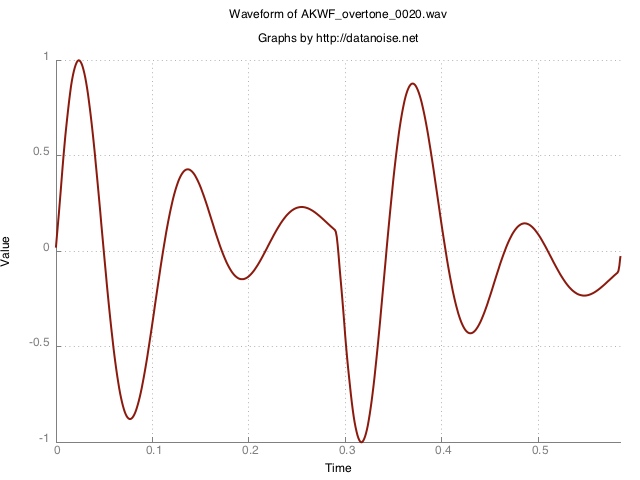 Waveform of AKWF_overtone_0020.wav
Graphs by http://datanoise.net
1
0.5
0
-0.5
-1
Value
0 0.1 0.2 0.3 0.4 0.5
Time